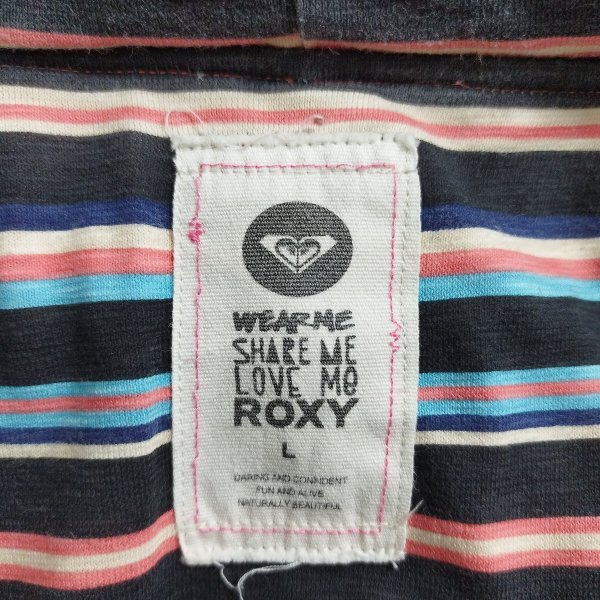 WEAR ME
SHARE ME
LOVE ME
ROXY
L
DARING AND CONFIDENT
FUN AND ALIVE
NATURALLY BEAUTIFUL